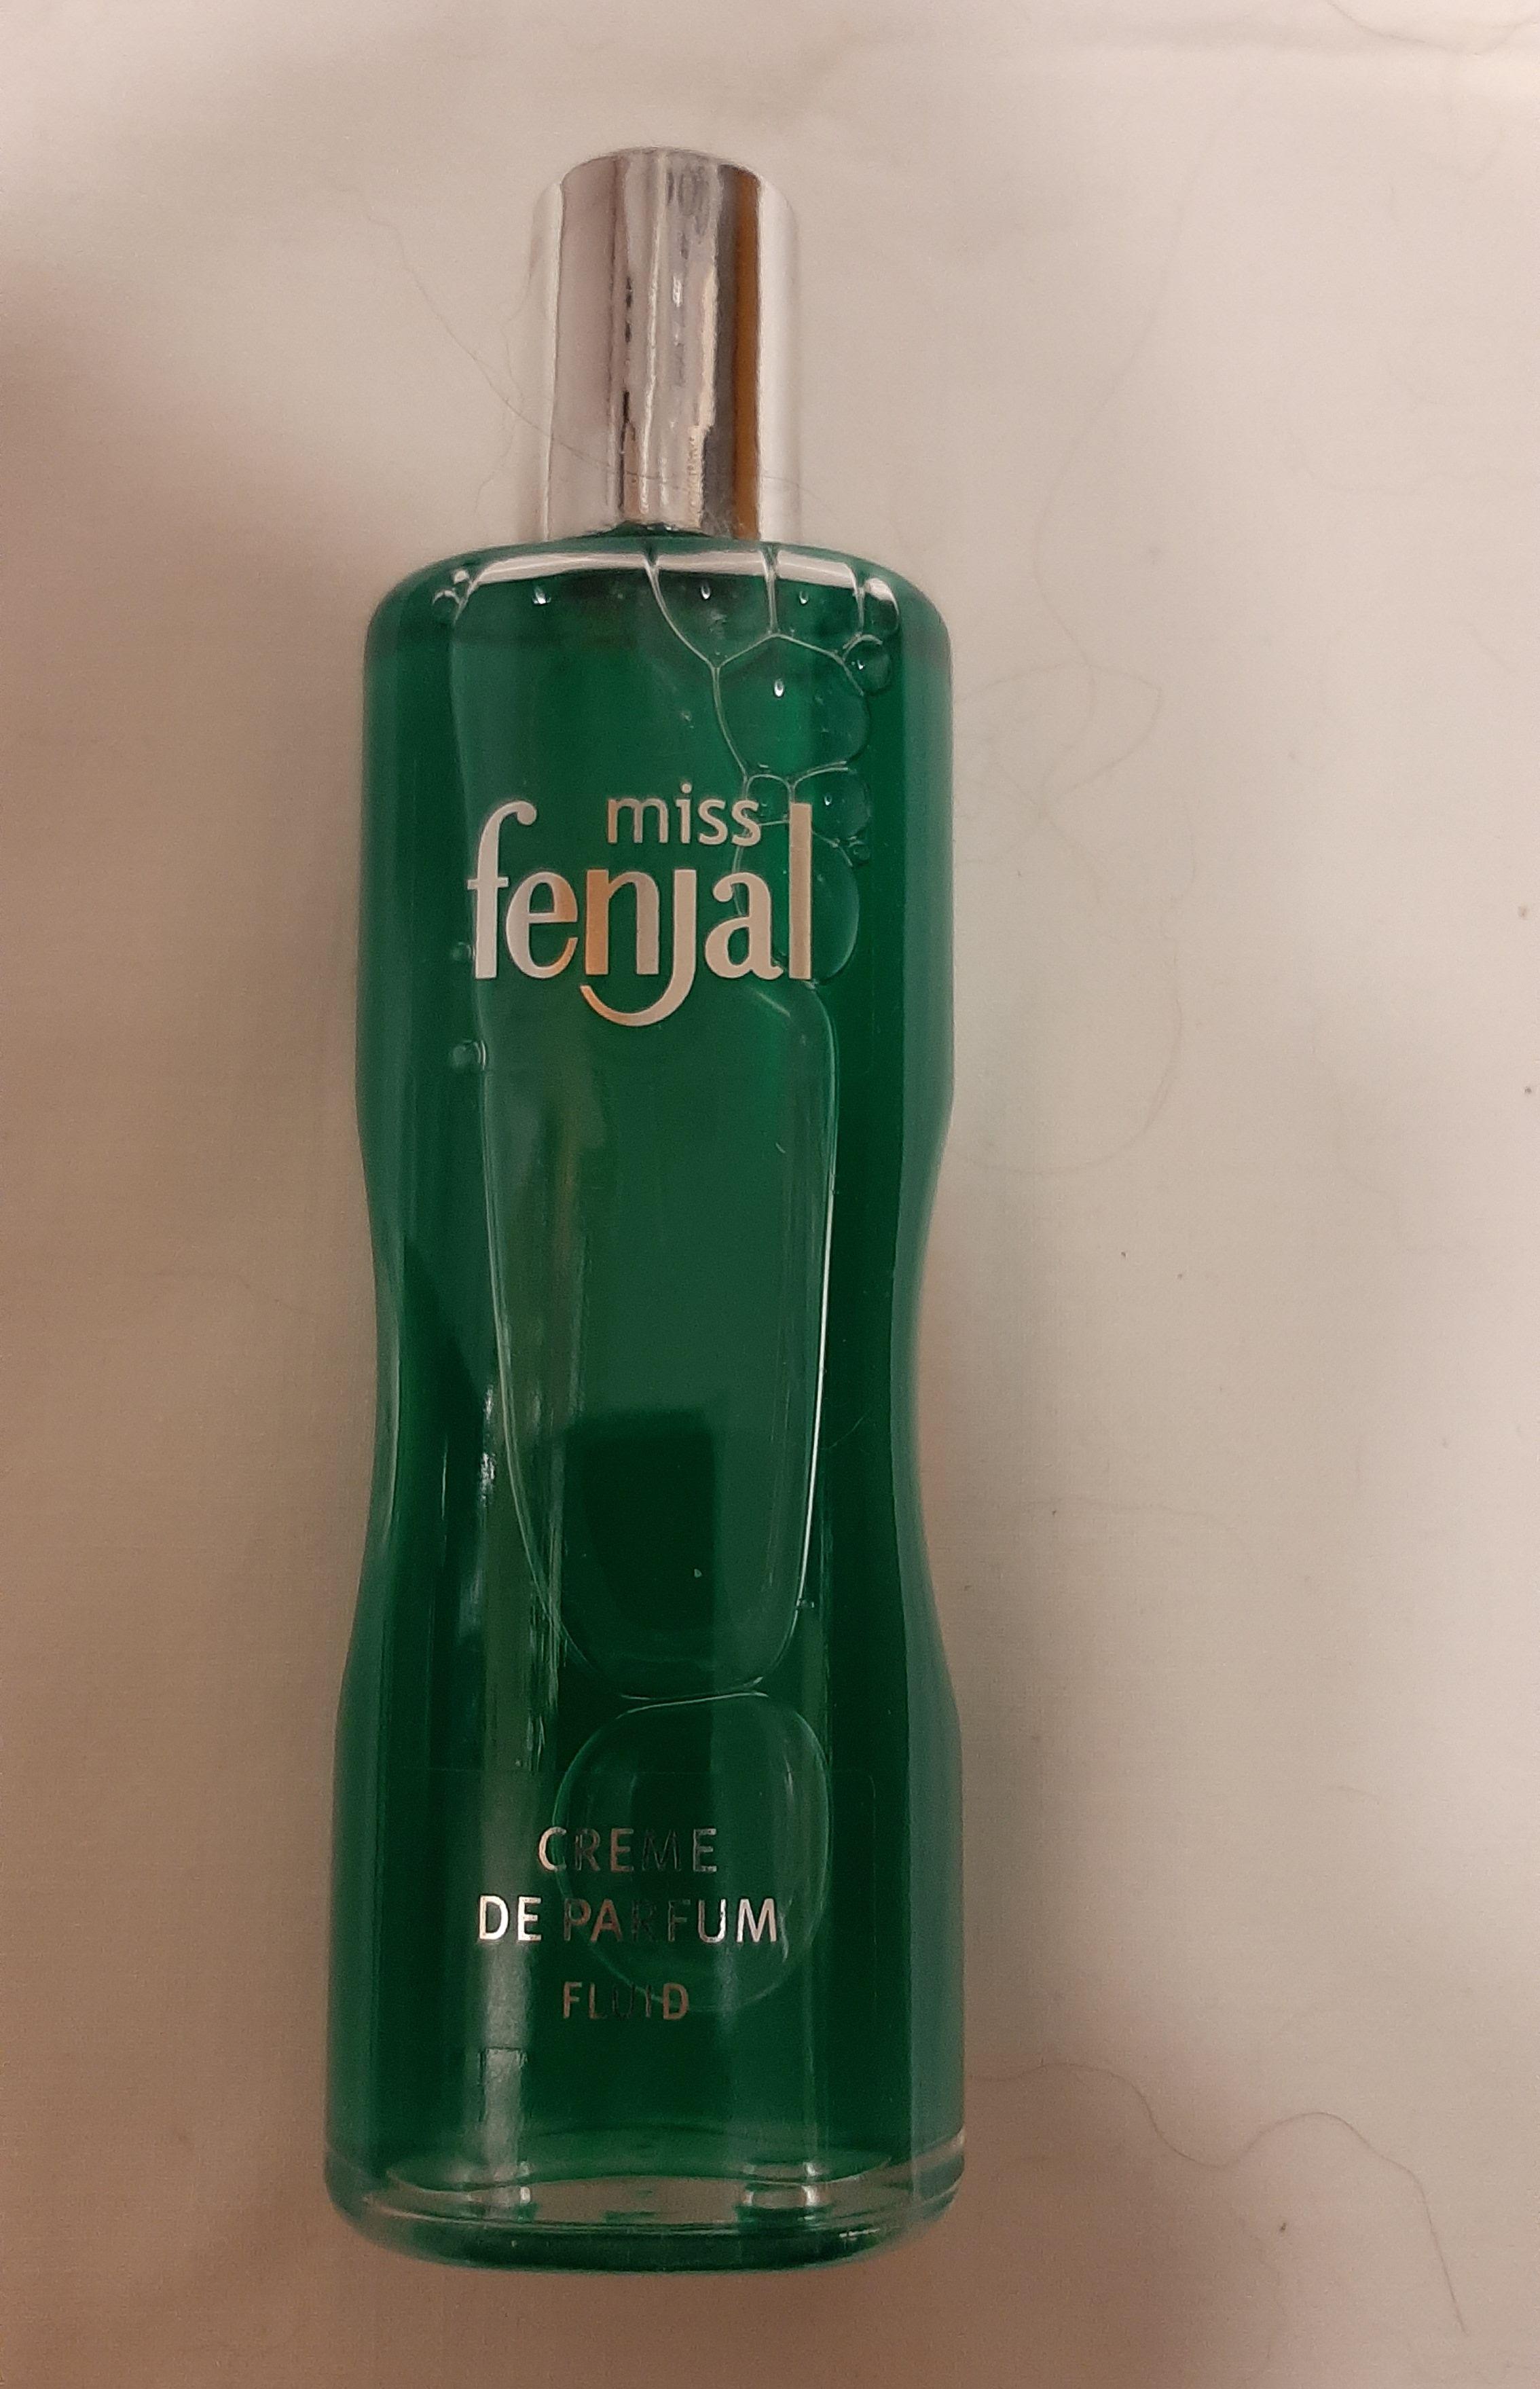 miss
fenjal
CREME
DE PARFUM
FLUID